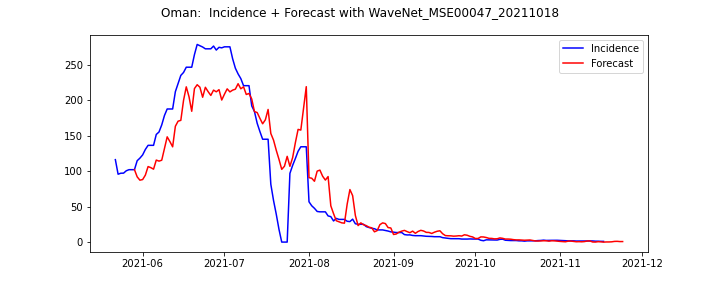 Oman:  Incidence + Forecast with WaveNet_MSE00047_20211018
Incidence
Forecast
250
200
150
100
50
0
2021-06 2021-07 2021-08 2021-09 2021-10 2021-11 2021-12